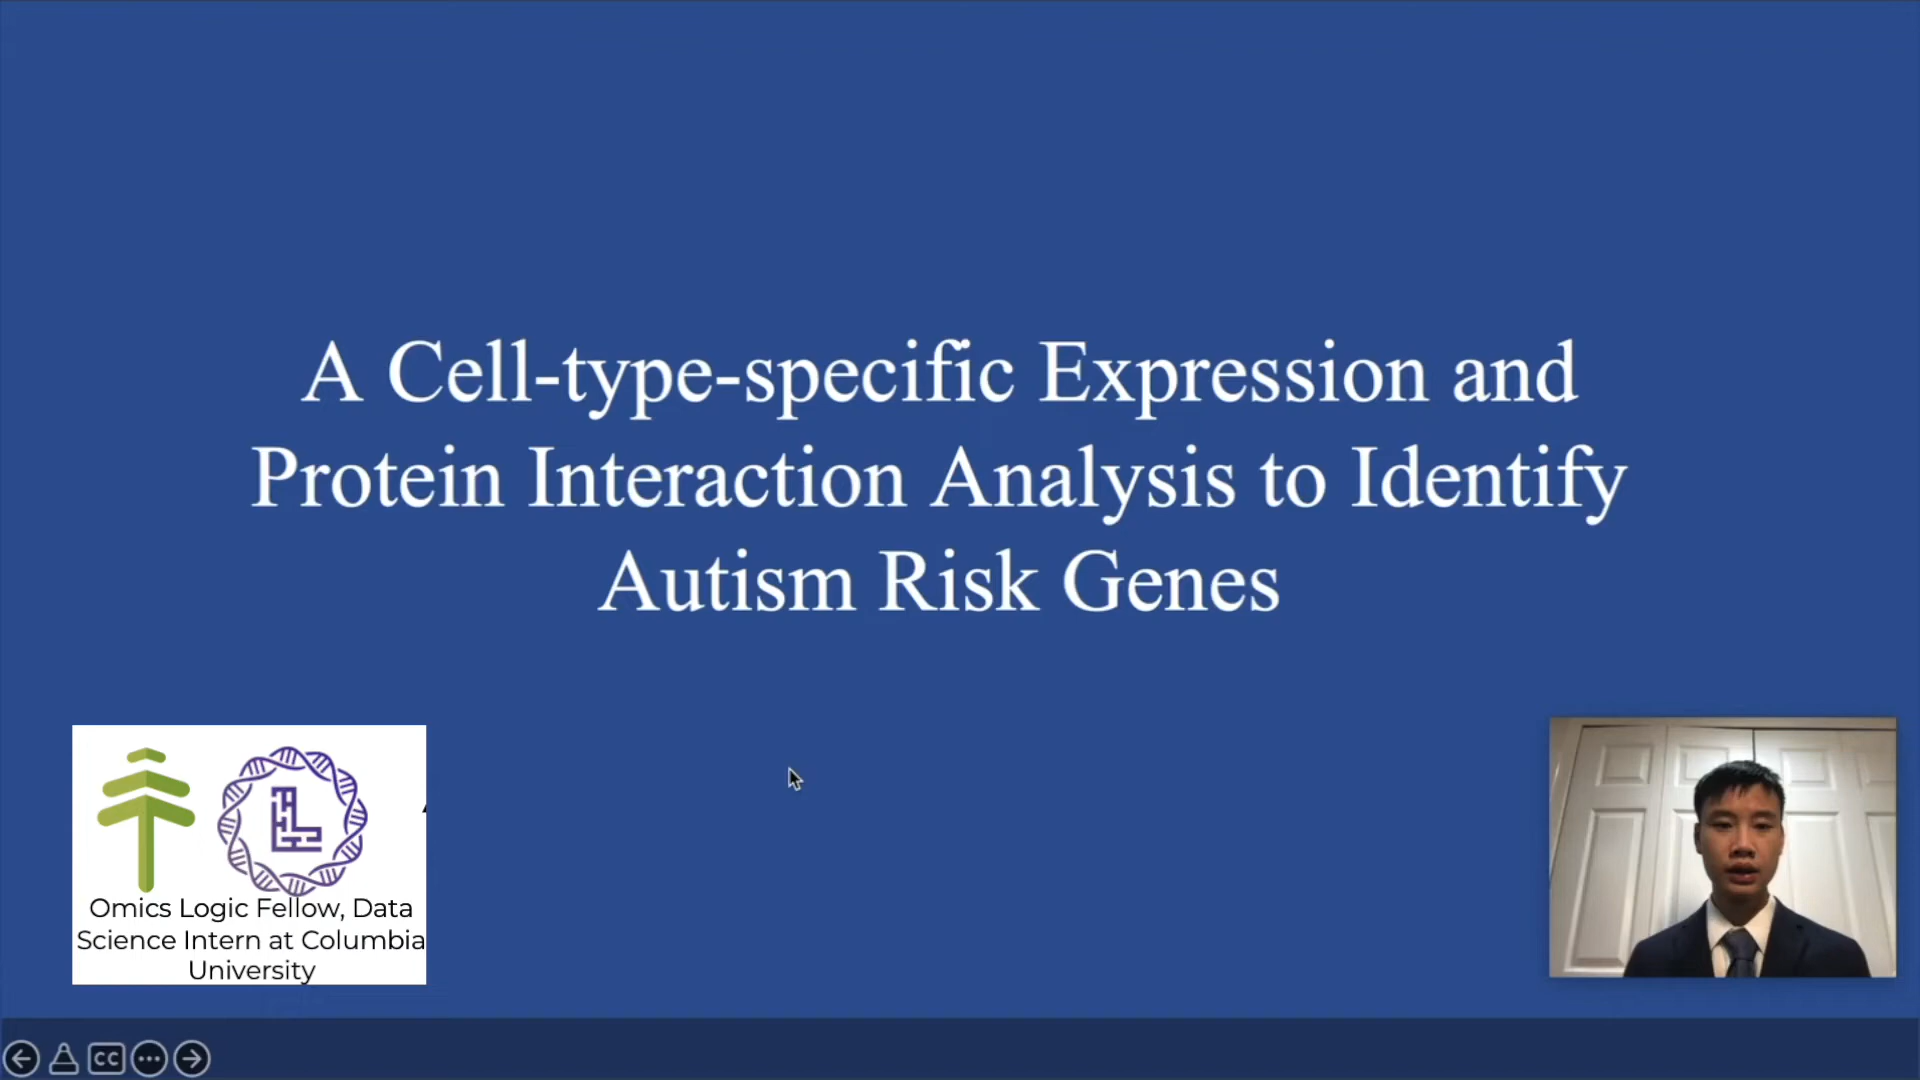 A Cell-type-specific Expression and
Protein Interaction Analysis to Identify
Autism Risk Genes
L
Omics Logic Fellow, Data
Science Intern at Columbia
University
CC